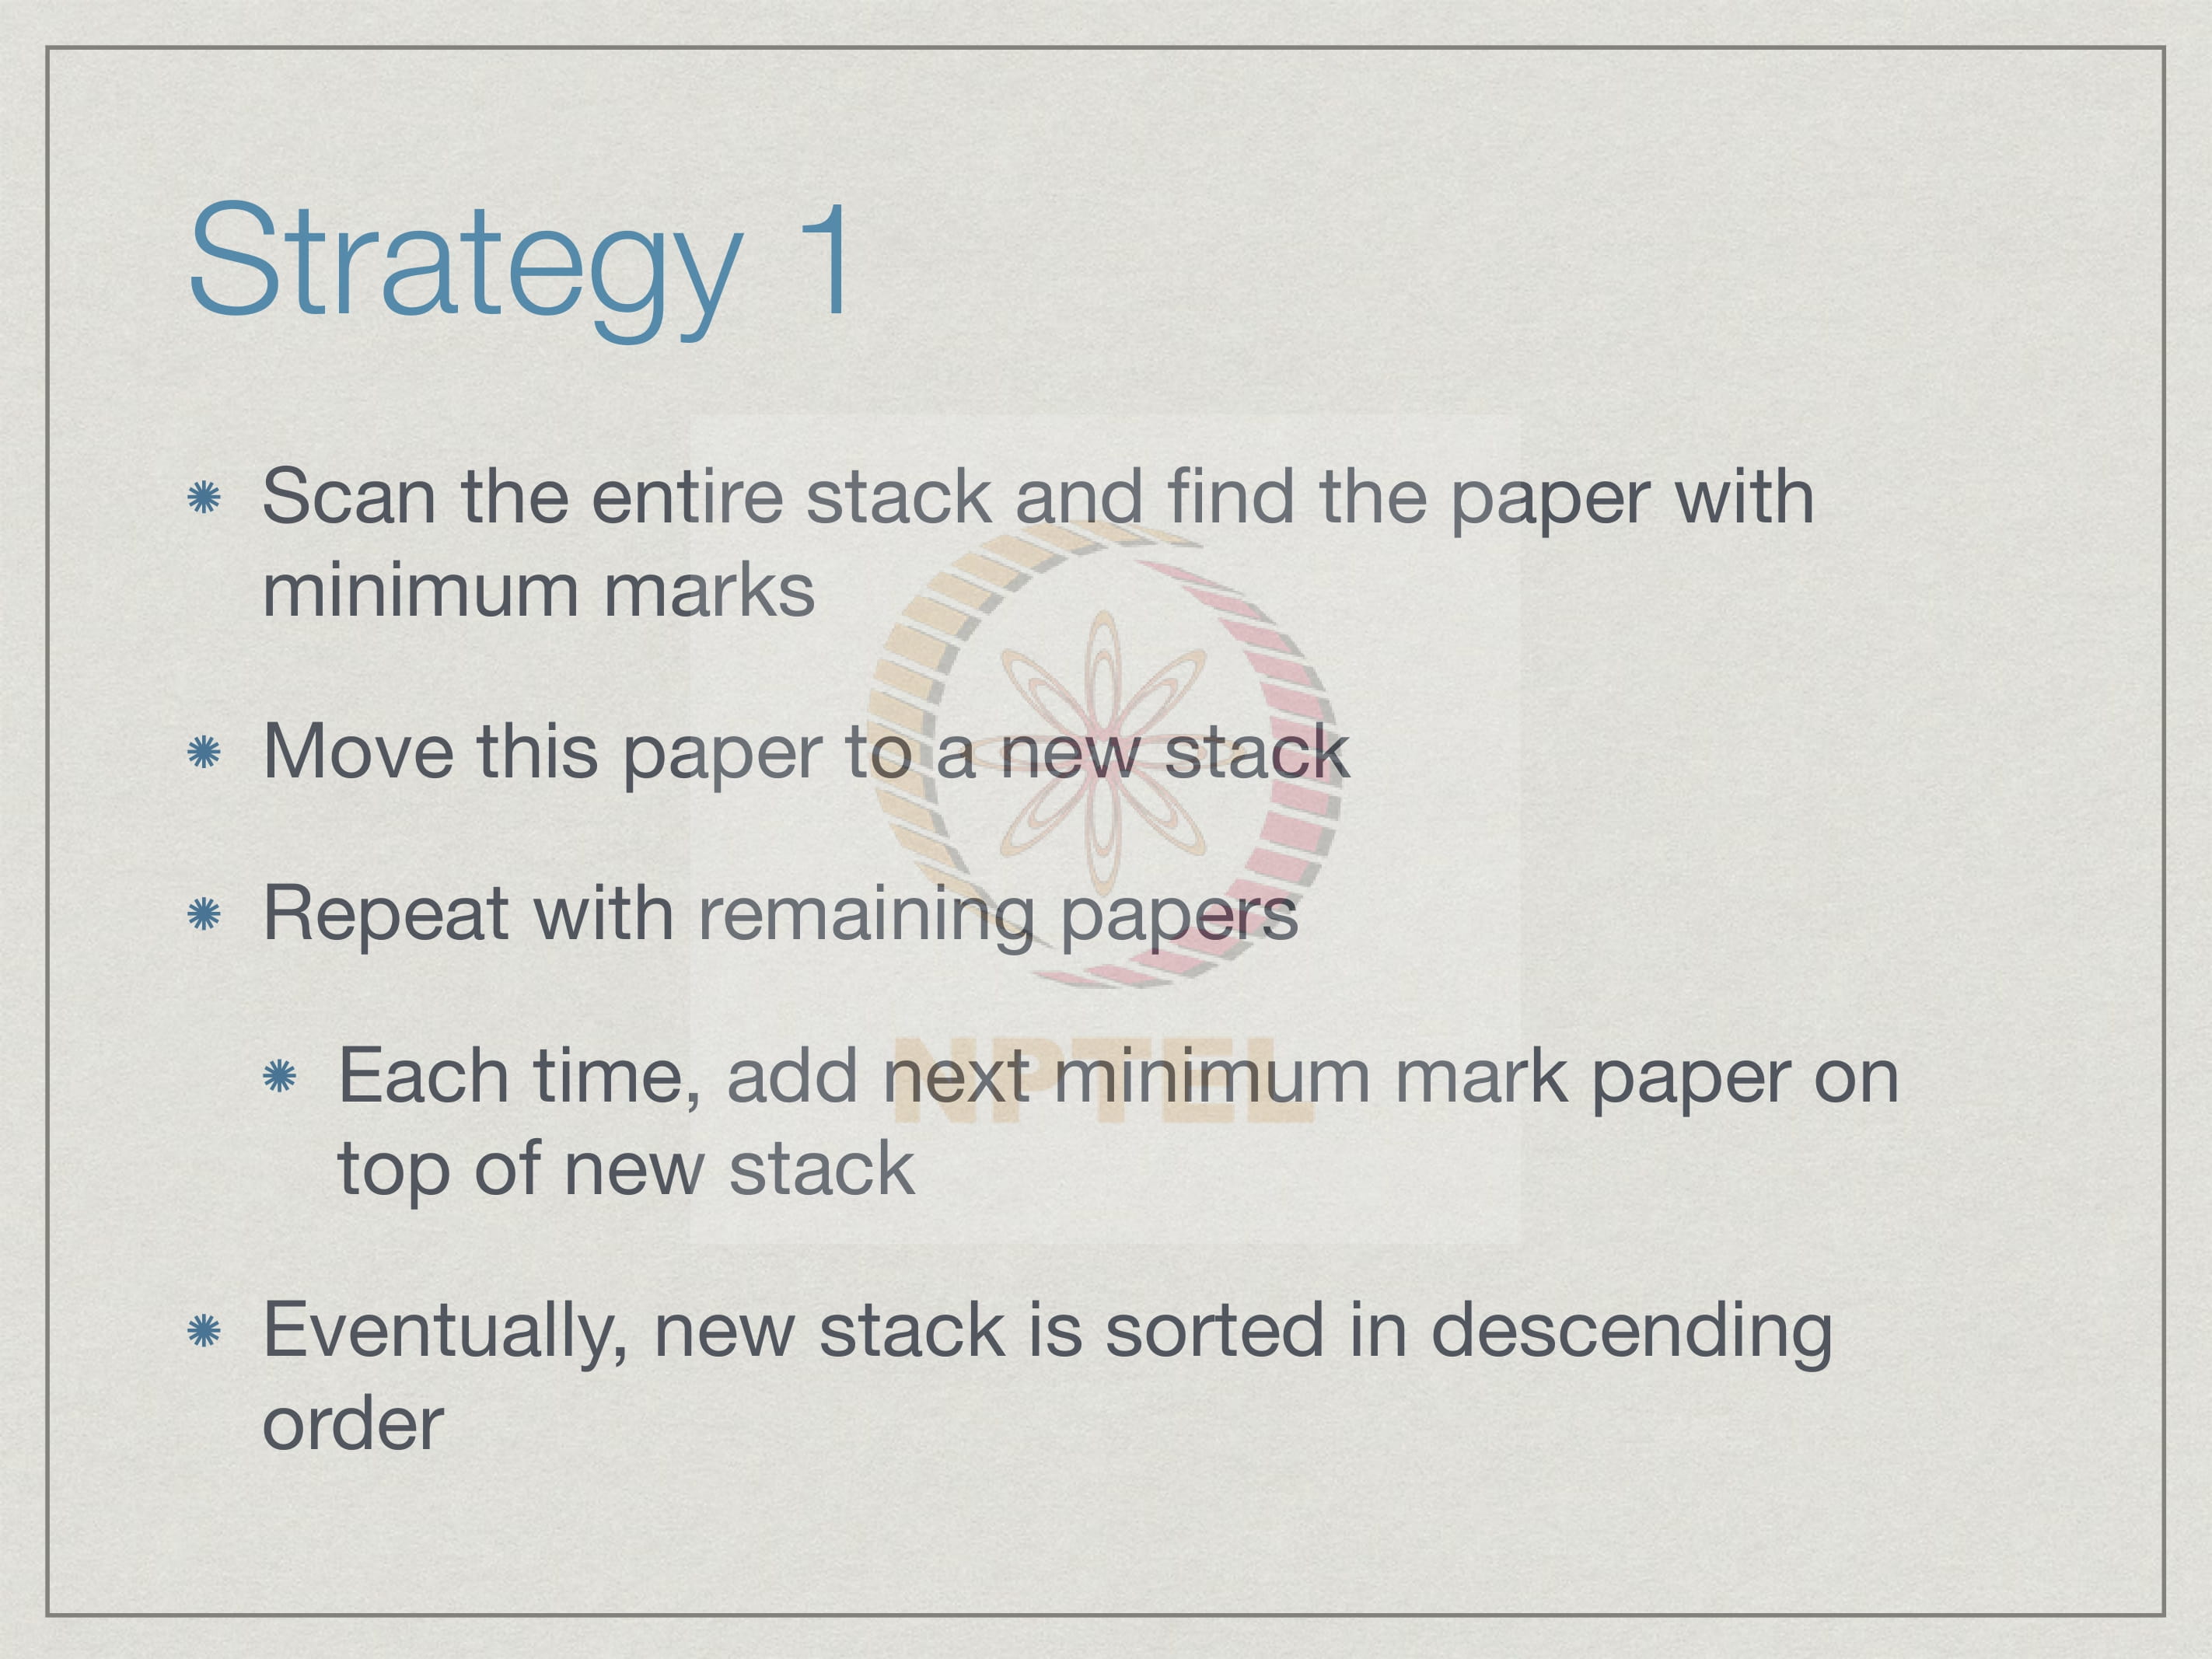 Strategy 1
Scan the entire stack and find the paper with
minimum marks
Move this paper to a new stack
Repeat with remaining papers
Each time, add next minimum mark paper on
top of new stack
Eventually, new stack is sorted in descending
order
NPTEL